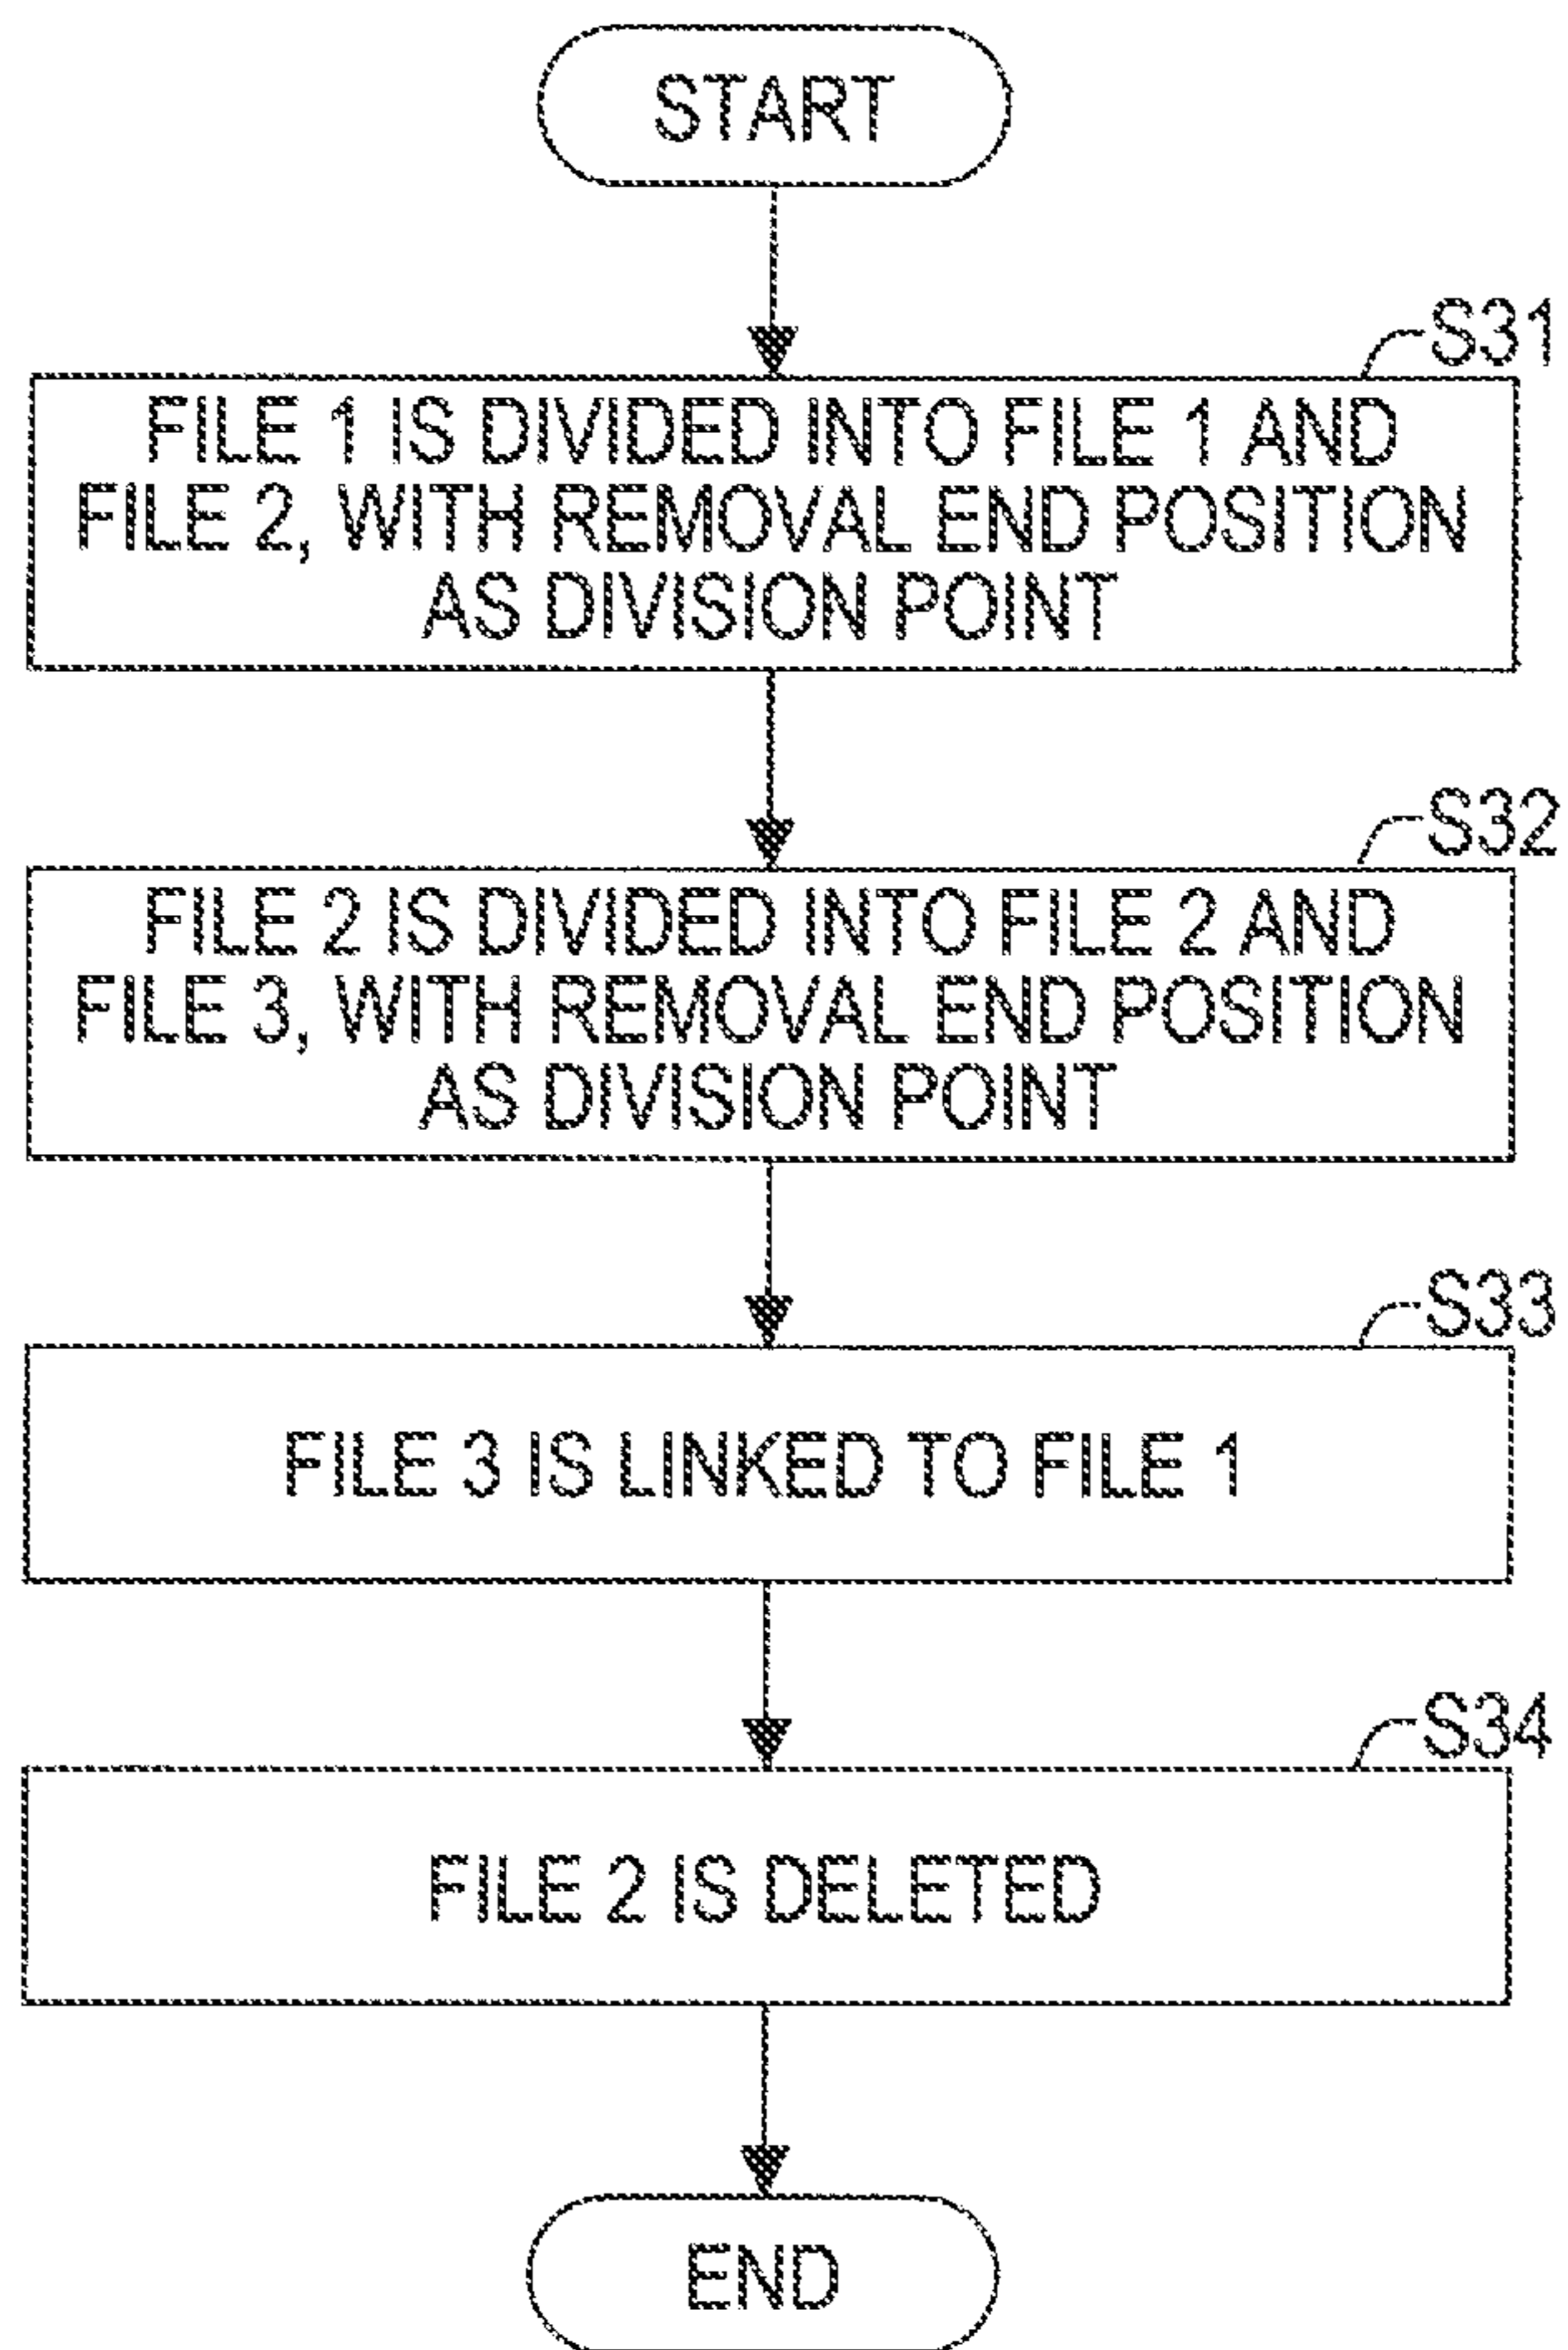 START
S31
FILE 1 IS DIVIDED INTO FILE 1 AND
FILE 2, WITH REMOVAL END POSITION
AS DIVISION POINT
S32
FILE 2 IS DIVIDED INTO FILE 2 AND
FILE 3, WITH REMOVAL END POSITION
AS DIVISION POINT
S33
FILE 3 IS LINKED TO FILE 1
S34
FILE 2 IS DELETED
END